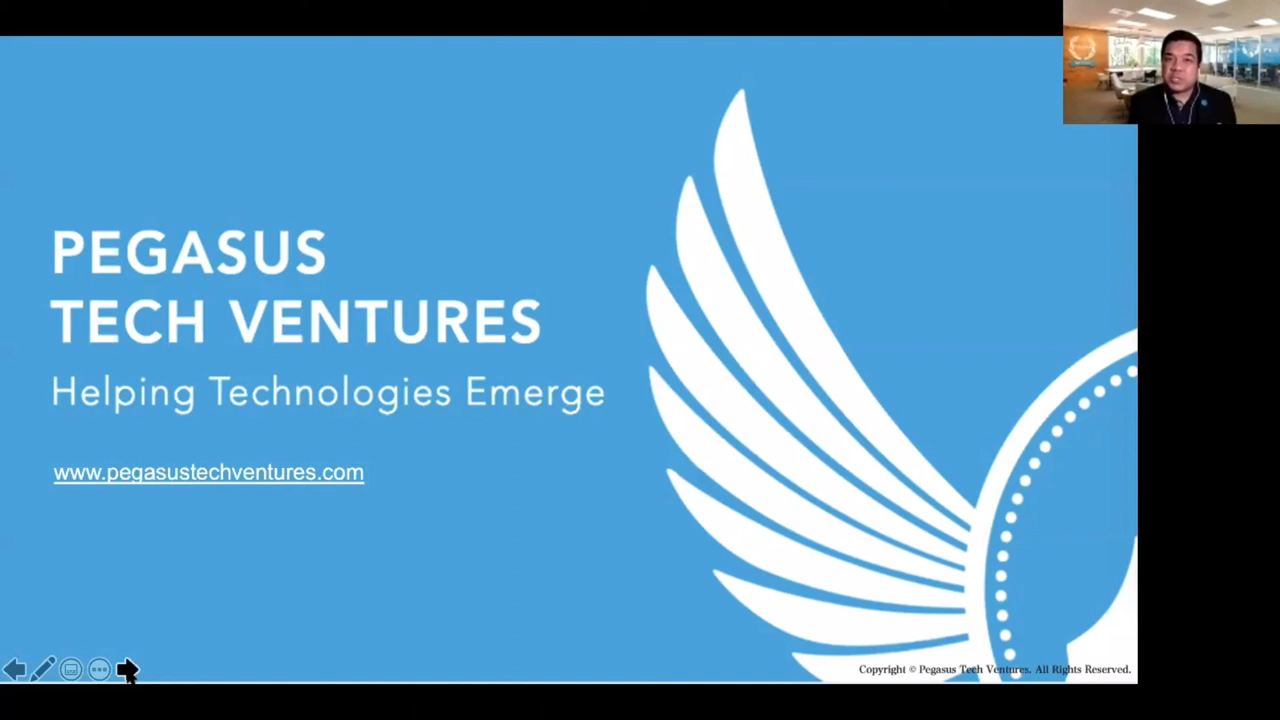 PEGASUS
TECH VENTURES
Helping Technologies Emerge
www.pegasustechventures.com
Copyright © Pegasus Tech Ventures. All Rights Reserved.